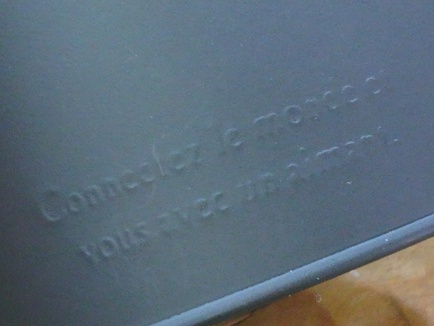 Connectez le monde à
vous avec un aimant.